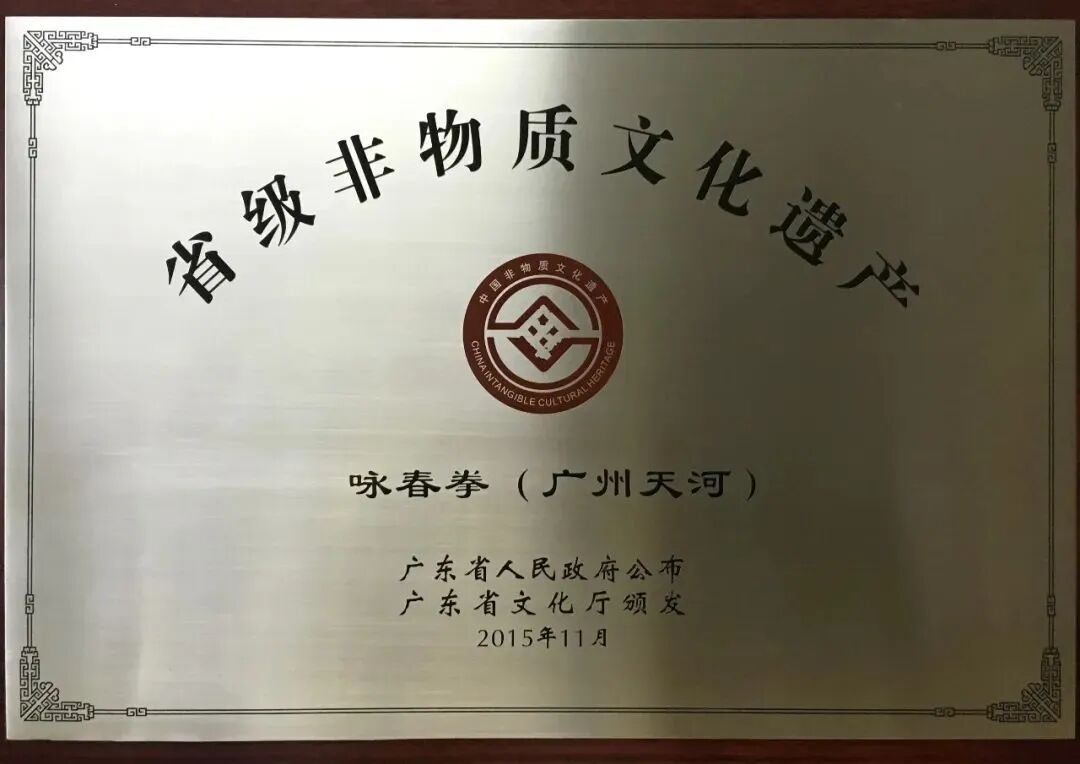 省级非物质文化遗产
中国非物质文化遗产
CHINA INTANGIBLE CULTURAL HERITAGE
咏春拳（广州天河）
广东省人民政府公布
广东省文化厅颁发
2015年11月